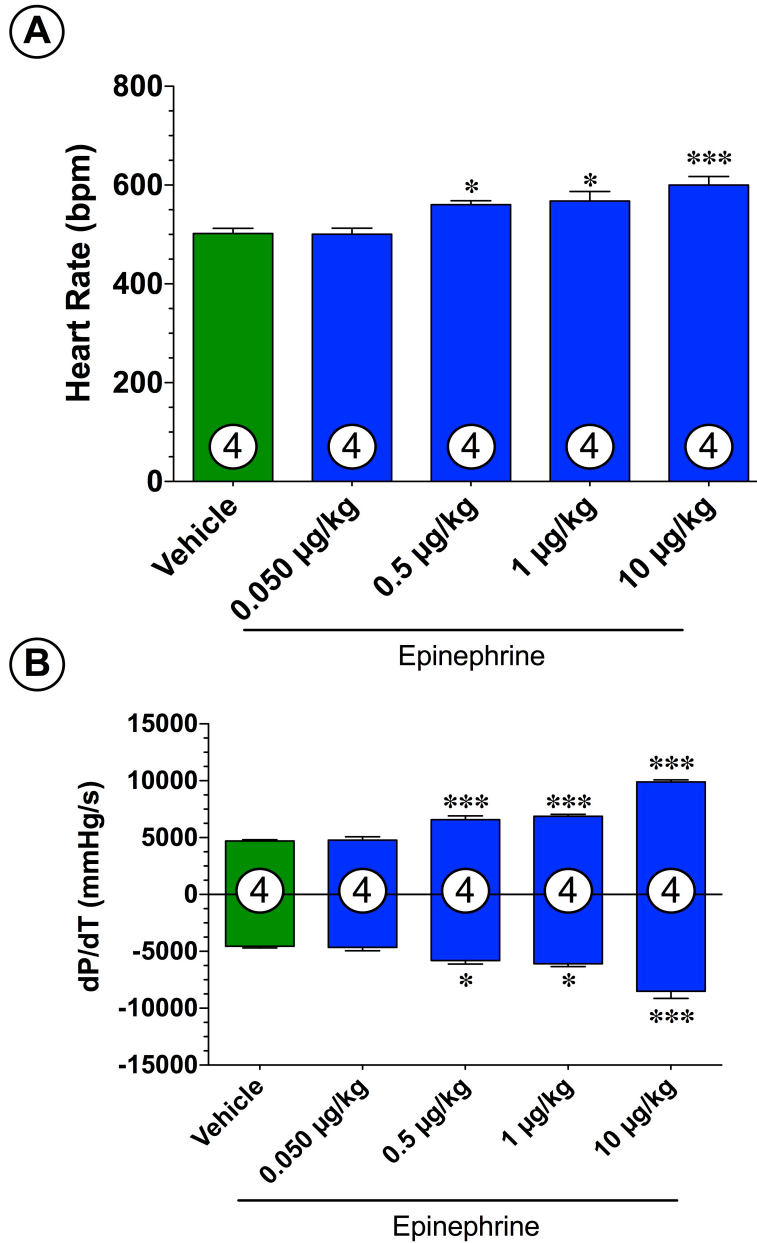 A
Heart Rate (bpm)
800
600
400
200
0
*
*
***
4
4
4
4
4
Vehicle
0.050 µg/kg
0.5 µg/kg
1 µg/kg
10 µg/kg
Epinephrine
B
dP/dT (mmHg/s)
15000
10000
5000
0
-5000
-10000
-15000
***
***
***
4
4
4
4
4
*
*
***
Vehicle
0.050 µg/kg
0.5 µg/kg
1 µg/kg
10 µg/kg
Epinephrine